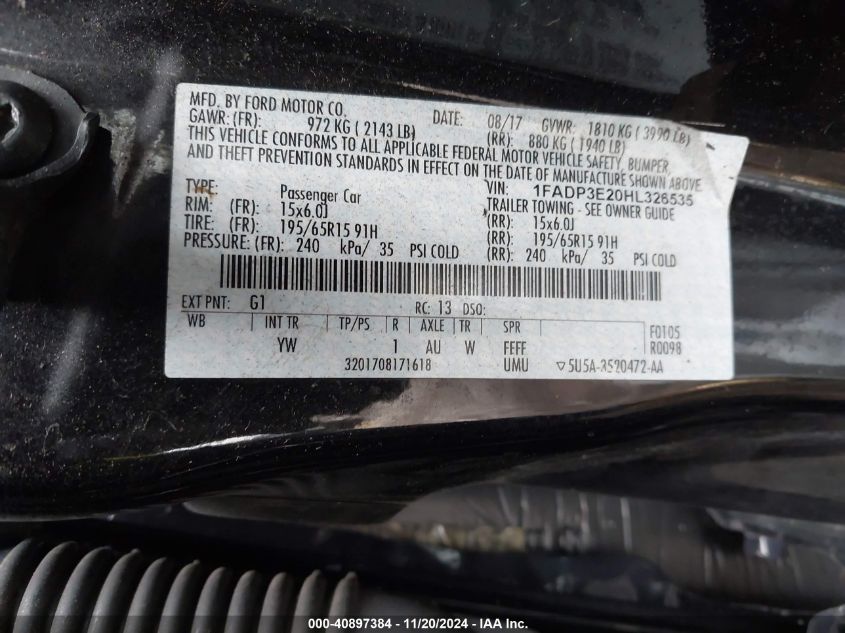 MFD. BY FORD MOTOR CO. DATE: 08/17 GVWR: 1810 KG ( 3990 LB)
GAWR: (FR): 972 KG ( 2143 LB) (RR): 880 KG ( 1940 LB)
THIS VEHICLE CONFORMS TO ALL APPLICABLE FEDERAL MOTOR VEHICLE SAFETY, BUMPER,
AND THEFT PREVENTION STANDARDS IN EFFECT ON THE DATE OF MANUFACTURE SHOWN ABOVE.
VIN: 1FADP3E20HL326535
TYPE: Passenger Car TRAILER TOWING - SEE OWNER GUIDE
RIM: (FR): 15x6.0J (RR): 15x6.0J
TIRE: (FR): 195/65R15 91H (RR): 195/65R15 91H
PRESSURE: (FR): 240 kPa/ 35 PSI COLD (RR): 240 kPa/ 35 PSI COLD
EXT PNT: G1 RC: 13 DSO:
WB INT TR TP/PS R AXLE TR SPR F0105
YW 1 AU W FEFF R0098
3201708171618 UMU ▽5U5A-3520472-AA
000-40897384 - 11/20/2024 - IAA Inc.